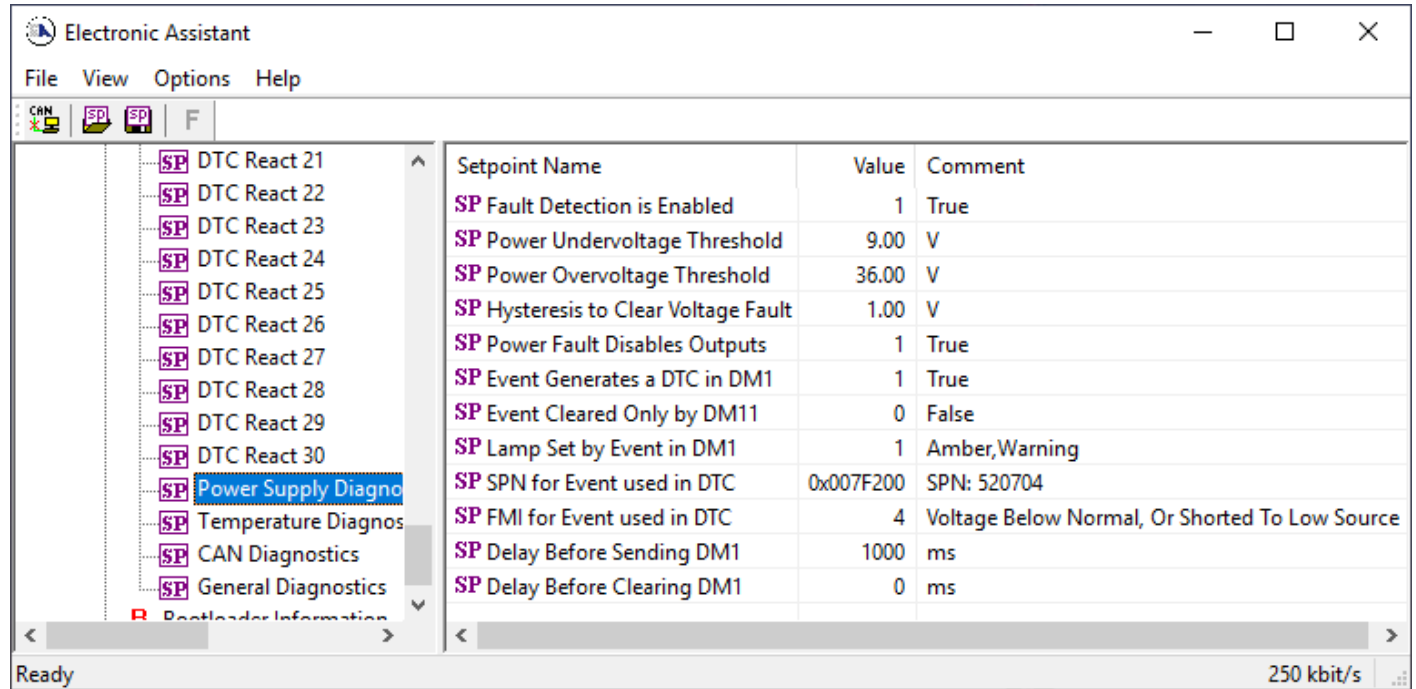 Electronic Assistant
File View Options Help
CAN SP SP F
SP DTC React 21
SP DTC React 22
SP DTC React 23
SP DTC React 24
SP DTC React 25
SP DTC React 26
SP DTC React 27
SP DTC React 28
SP DTC React 29
SP DTC React 30
SP Power Supply Diagno
SP Temperature Diagnos
SP CAN Diagnostics
SP General Diagnostics
B Bootloader Information
Setpoint Name Value Comment
SP Fault Detection is Enabled 1 True
SP Power Undervoltage Threshold 9.00 V
SP Power Overvoltage Threshold 36.00 V
SP Hysteresis to Clear Voltage Fault 1.00 V
SP Power Fault Disables Outputs 1 True
SP Event Generates a DTC in DM1 1 True
SP Event Cleared Only by DM11 0 False
SP Lamp Set by Event in DM1 1 Amber,Warning
SP SPN for Event used in DTC 0x007F200 SPN: 520704
SP FMI for Event used in DTC 4 Voltage Below Normal, Or Shorted To Low Source
SP Delay Before Sending DM1 1000 ms
SP Delay Before Clearing DM1 0 ms
Ready 250 kbit/s